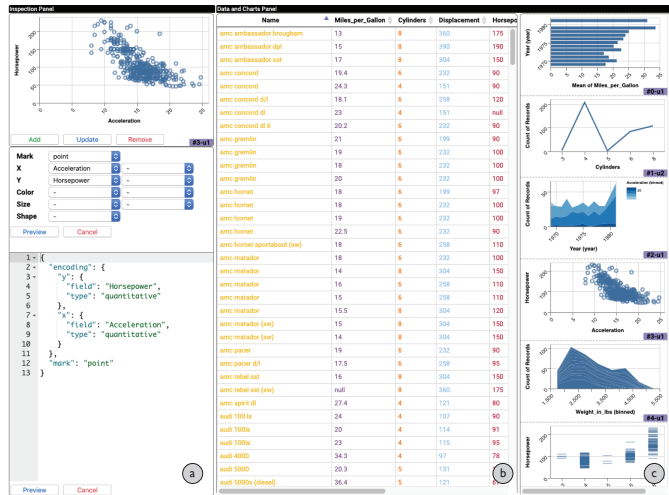 Inspection Panel
Horsepower
200
150
100
50
0
0
5
10
15
20
25
Acceleration
Add
Update
Remove
#3-u1
Mark point
X Acceleration -
Y Horsepower -
Color - -
Size - -
Shape -
Preview
Cancel
1 {
2 "encoding": {
3 "y": {
4 "field": "Horsepower",
5 "type": "quantitative"
6 },
7 "x": {
8 "field": "Acceleration",
9 "type": "quantitative"
10 }
11 },
12 "mark": "point"
13 }
a
Preview
Cancel
Data and Charts Panel
Name Miles_per_Gallon Cylinders Displacement Horsepo
amc ambassador brougham 13 8 360 175
amc ambassador dpl 15 8 390 190
amc ambassador sst 17 8 304 150
amc concord 19.4 6 232 90
amc concord 24.3 4 151 90
amc concord d/l 18.1 6 258 120
amc concord dl 23 4 151 null
amc concord dl 6 20.2 6 232 90
amc gremlin 21 6 199 90
amc gremlin 19 6 232 100
amc gremlin 18 6 232 100
amc gremlin 20 6 232 100
amc hornet 18 6 199 97
amc hornet 18 6 232 100
amc hornet 19 6 232 100
amc hornet 22.5 6 232 90
amc hornet sportabout (sw) 18 6 258 110
amc matador 18 6 232 100
amc matador 14 8 304 150
amc matador 16 6 258 110
amc matador 15 6 258 110
amc matador 15.5 8 304 120
amc matador (sw) 15 8 304 150
amc matador (sw) 14 8 304 150
amc pacer 19 6 232 90
amc pacer d/l 17.5 6 258 95
amc rebel sst 16 8 304 150
amc rebel sst (sw) null 8 360 175
amc spirit dl 27.4 4 121 80
audi 100 ls 24 4 107 90
audi 100ls 20 4 114 91
audi 100ls 23 4 115 95
audi 4000 34.3 4 97 78
audi 5000 20.3 5 131
audi 5000s (diesel) 36.4 5 121
b
Year (year)
1980
1975
1970
0
5
10
15
20
25
30
35
Mean of Miles_per_Gallon
#0-u1
Count of Records
200
100
0
3
4
5
6
8
Cylinders
#1-u2
Count of Records
50
0
1970
1975
1980
Year (year)
Acceleration (binned)
#2-u1
Horsepower
200
100
0
0
5
10
15
20
25
Acceleration
#3-u1
Count of Records
100
50
0
1,500
2,000
3,000
4,000
5,500
Weight_in_lbs (binned)
#4-u1
Horsepower
200
100
0
3
4
5
6
8
c